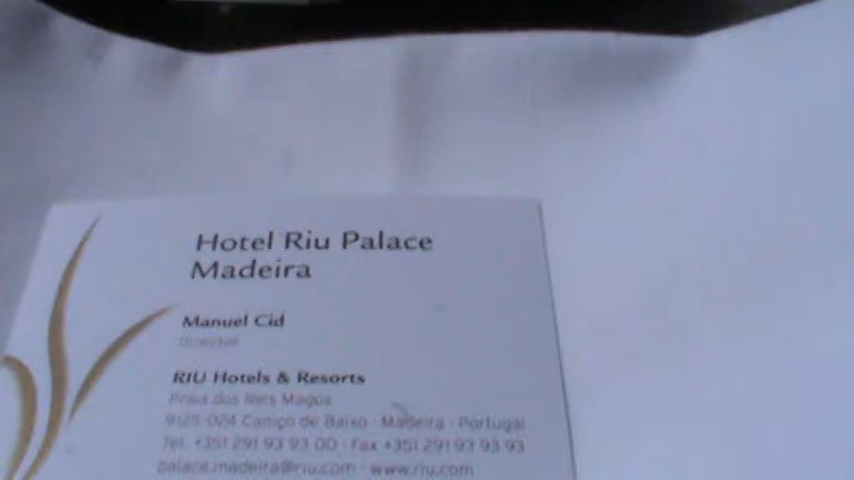 Hotel Riu Palace
Madeira
Manuel Cid
Director
RIU Hotels & Resorts
Praia dos Reis Magos
9125-024 Caniço de Baixo · Madeira · Portugal
Tel. +351 291 93 93 00 · Fax +351 291 93 93 93
palace.madeira@riu.com · www.riu.com